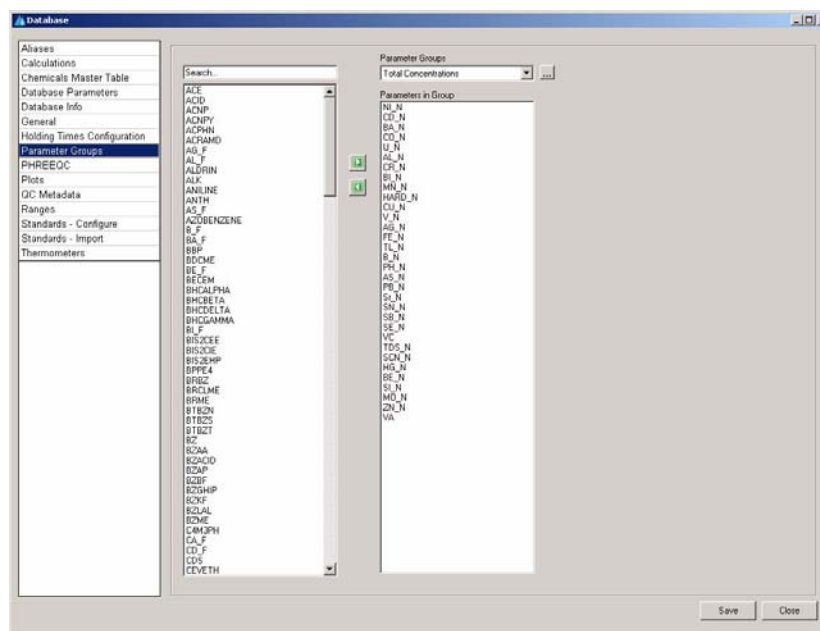 Database
Aliases
Calculations
Chemicals Master Table
Database Parameters
Database Info
General
Holding Times Configuration
Parameter Groups
PHREEQC
Plots
QC Metadata
Ranges
Standards - Configure
Standards - Import
Thermometers
Search...
ACE
ACID
ACNP
ACNPY
ACPHN
ACRAMD
AG_F
AL_F
ALDRIN
ALK
ANILINE
ANTH
AS_F
AZOBENZENE
B_F
BA_F
BBP
BDCME
BE_F
BECEM
BHCALPHA
BHCBETA
BHCDELTA
BHCGAMMA
BI_F
BIS2CEE
BIS2CIE
BIS2EHP
BPPE4
BRBZ
BRCLME
BRME
BTBZN
BTBZS
BTBZT
BZ
BZAA
BZACID
BZAP
BZBF
BZGHIP
BZKF
BZLAL
BZME
C4M3PH
CA_F
CD_F
CDS
CEVETH
Parameter Groups
Total Concentrations
...
Parameters in Group
NI_N
CD_N
BA_N
CO_N
U_N
AL_N
CR_N
BI_N
MN_N
HARD_N
CU_N
V_N
AG_N
FE_N
TL_N
B_N
PH_N
AS_N
PB_N
Sr_N
SN_N
SB_N
SE_N
VC
TDS_N
SCN_N
HG_N
BE_N
SI_N
MO_N
ZN_N
VA
Save
Close